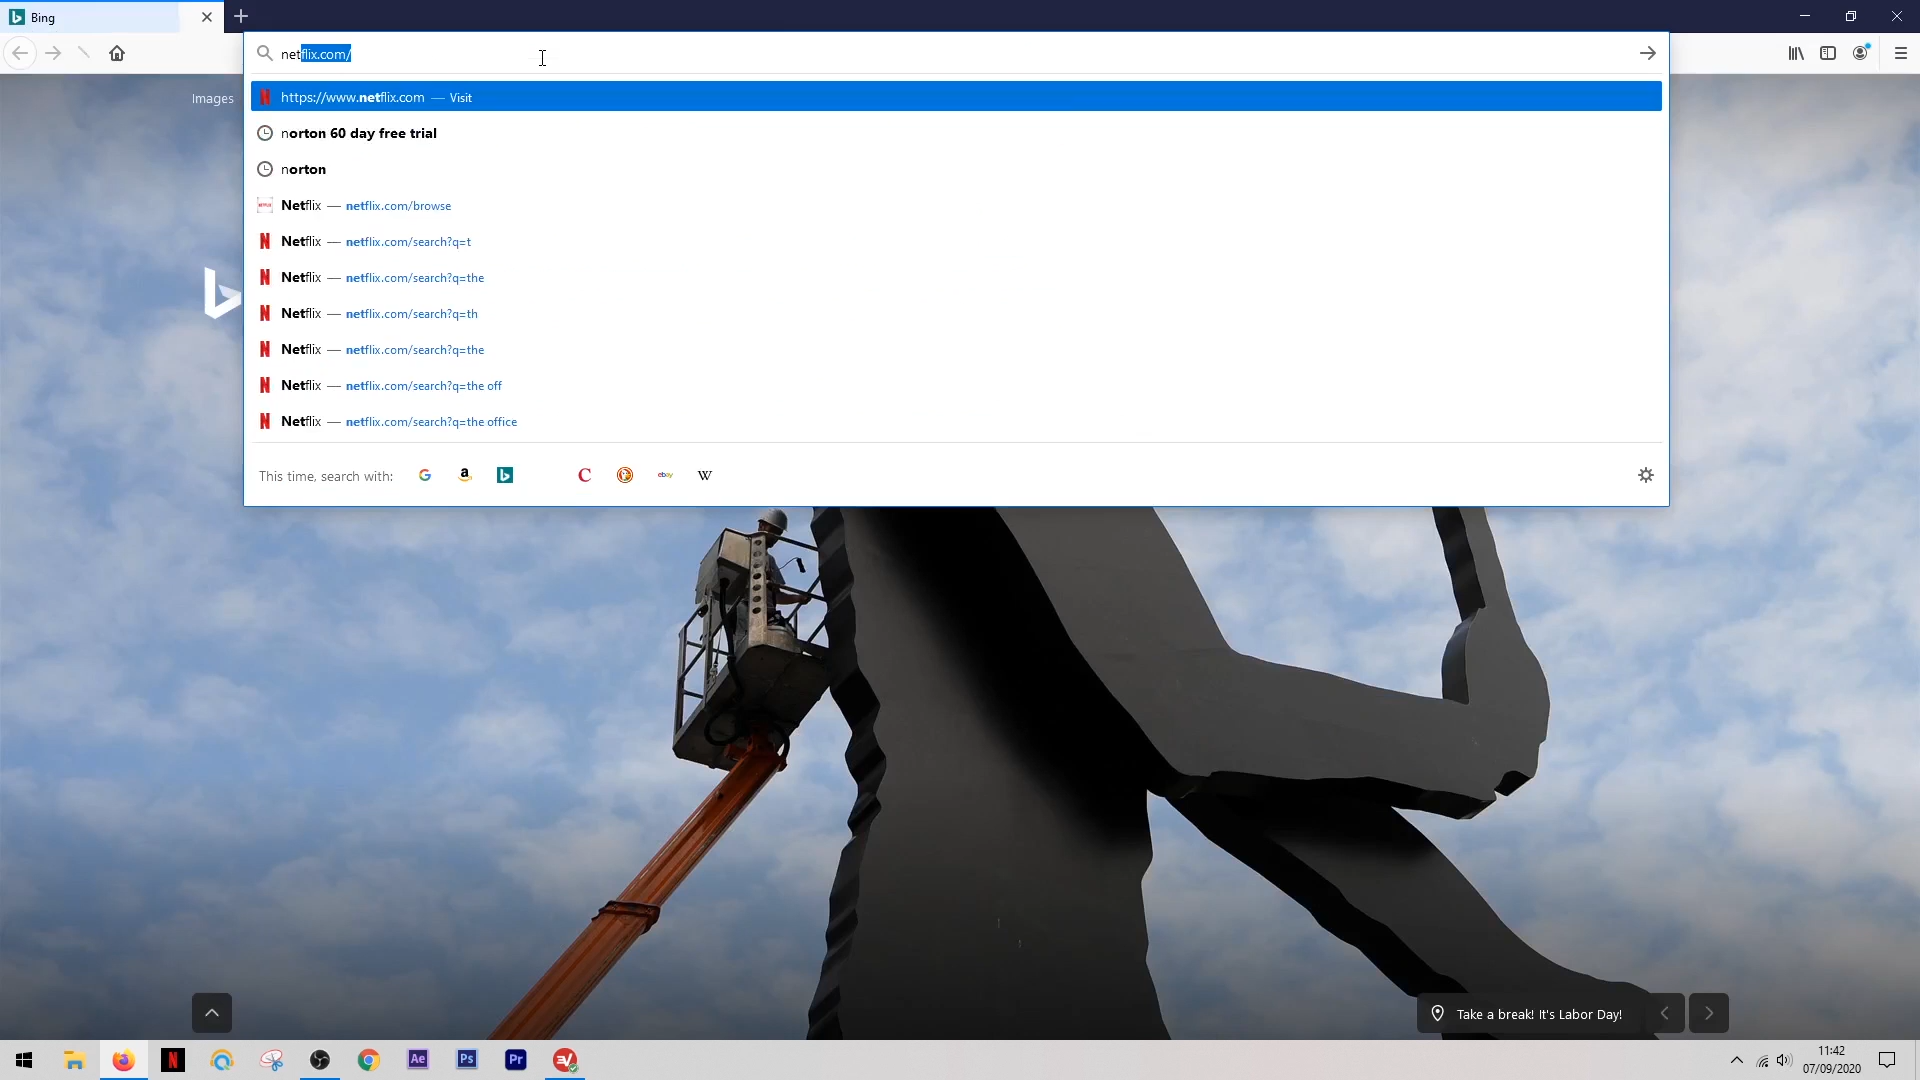 Bing
netflix.com/
Images
https://www.netflix.com — Visit
norton 60 day free trial
norton
Netflix — netflix.com/browse
Netflix — netflix.com/search?q=t
Netflix — netflix.com/search?q=the
Netflix — netflix.com/search?q=th
Netflix — netflix.com/search?q=the
Netflix — netflix.com/search?q=the off
Netflix — netflix.com/search?q=the office
This time, search with:
Take a break! It's Labor Day!
11:42
07/09/2020